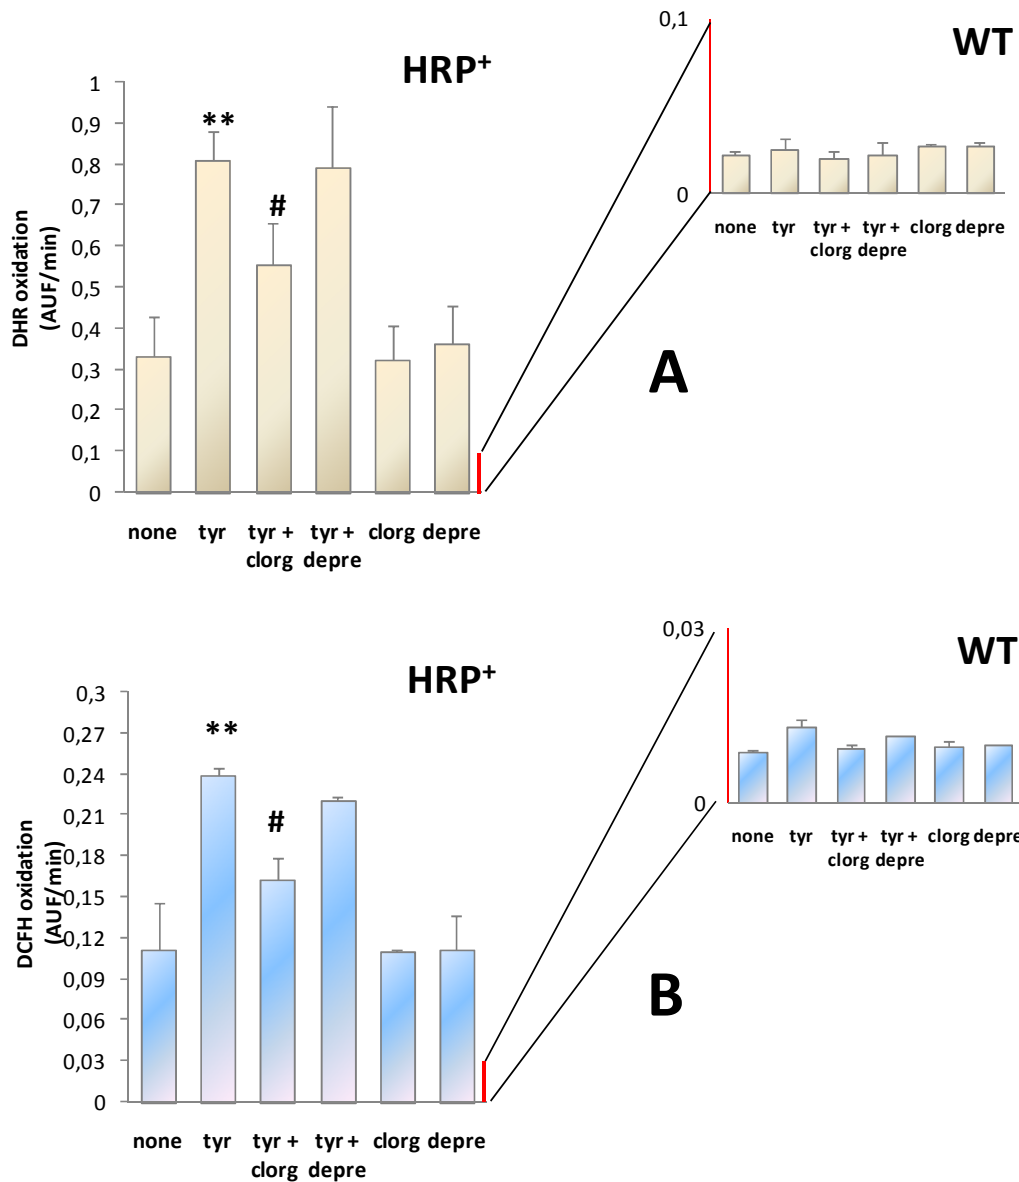 HRP+
DHR oxidation
(AUF/min)
1
0,9
0,8
0,7
0,6
0,5
0,4
0,3
0,2
0,1
0
**
#
none tyr tyr + tyr + clorg depre
clorg depre
WT
0,1
0
none tyr tyr + tyr + clorg depre
clorg depre
A
HRP+
DCFH oxidation
(AUF/min)
0,3
0,27
0,24
0,21
0,18
0,15
0,12
0,09
0,06
0,03
0
**
#
none tyr tyr + tyr + clorg depre
clorg depre
WT
0,03
0
none tyr tyr + tyr + clorg depre
clorg depre
B